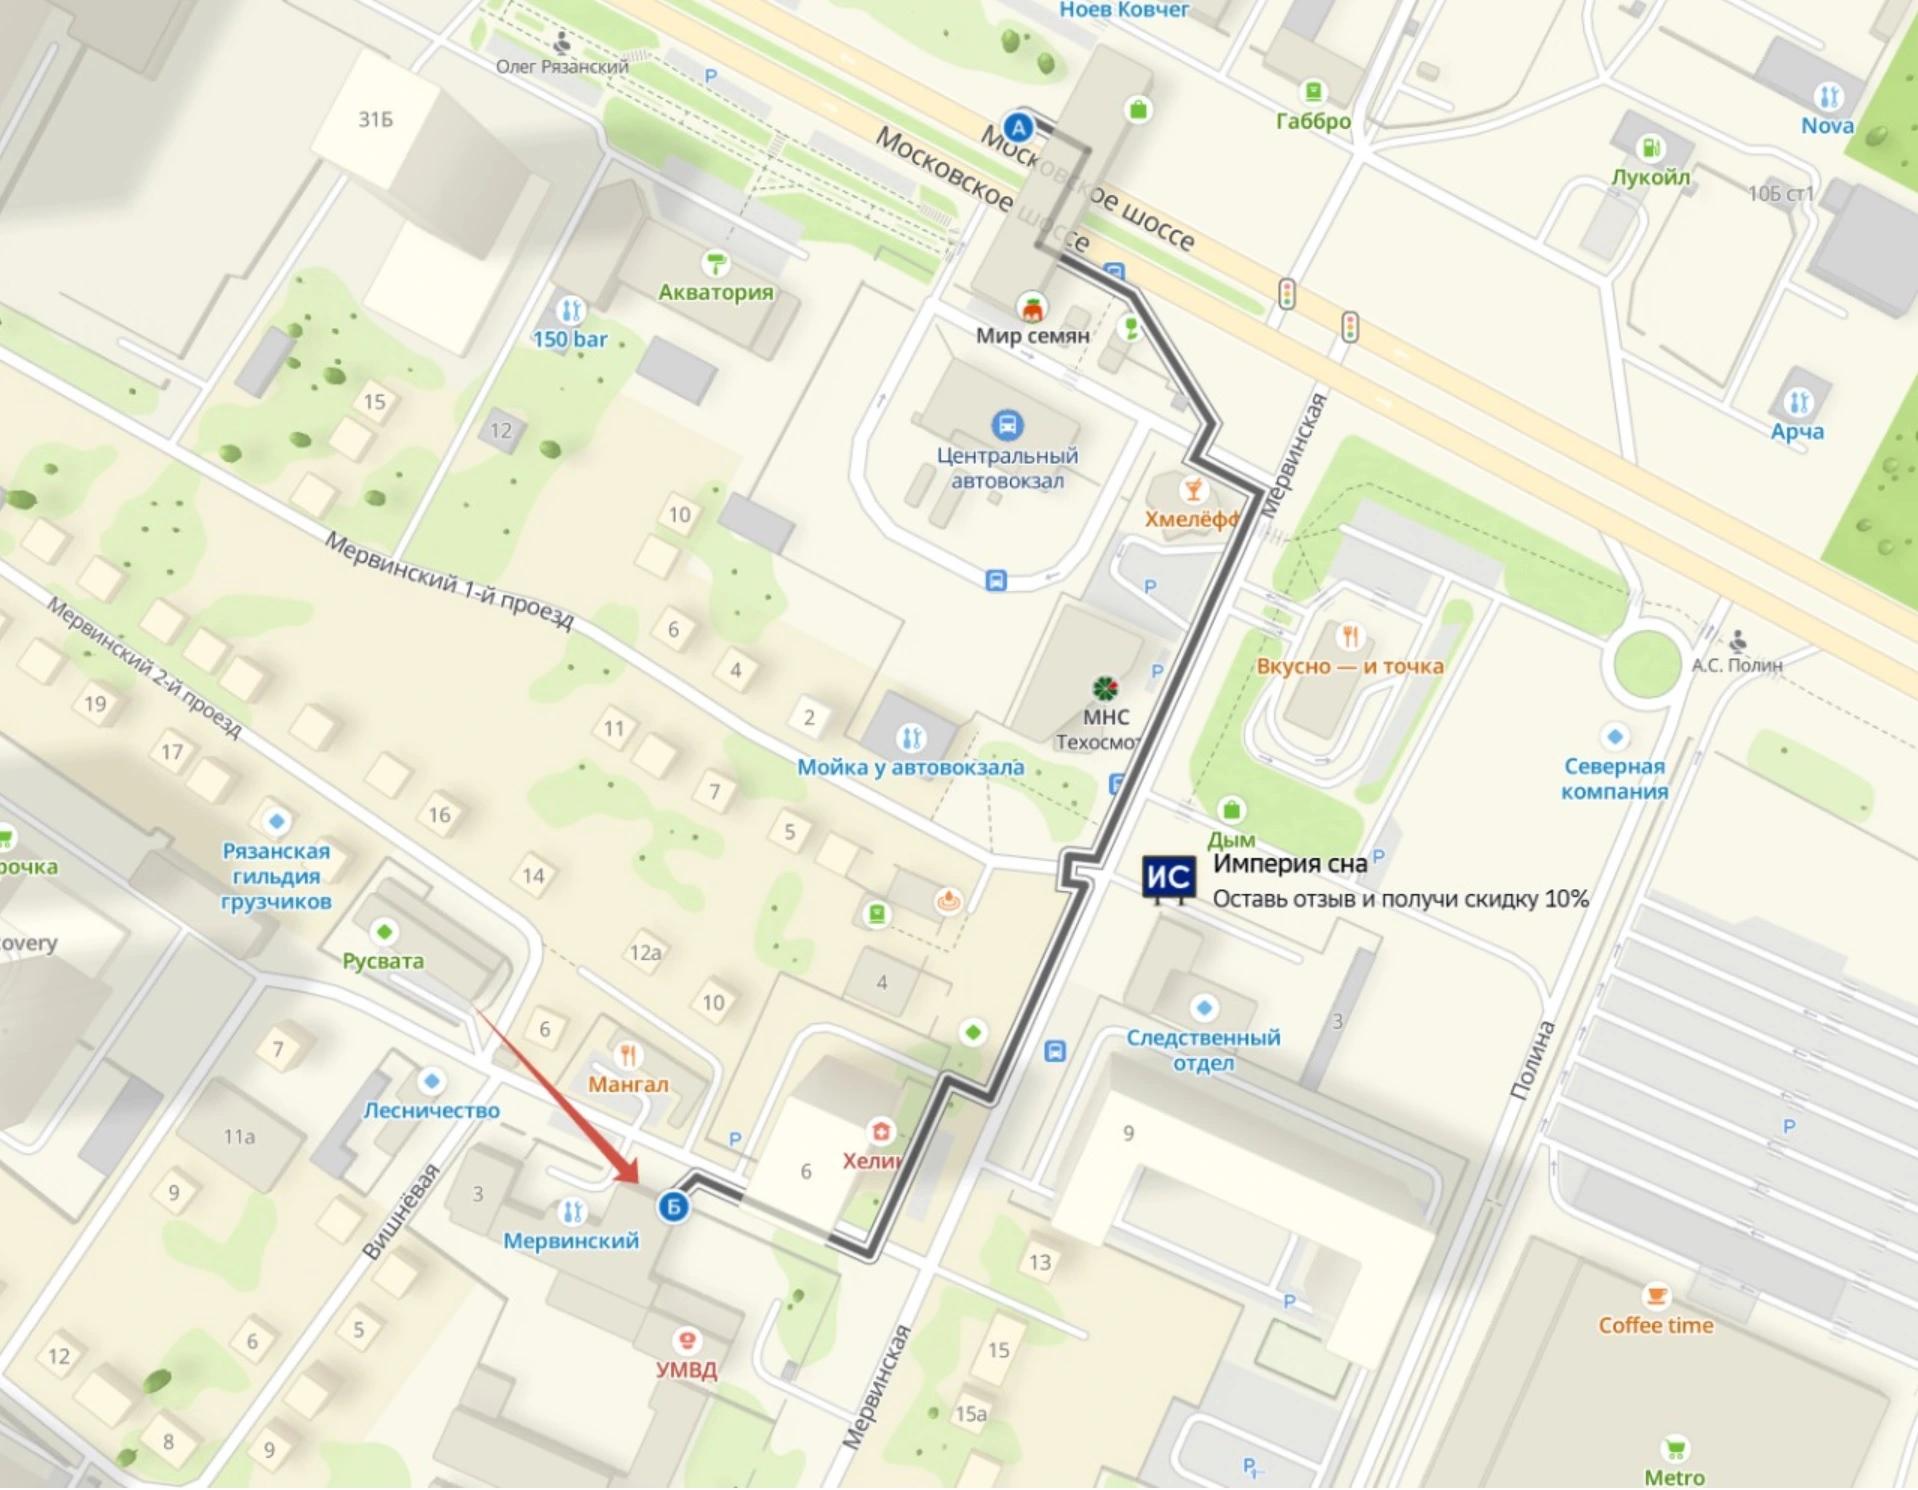 Ноев Ковчег
Олег Рязанский
P
31Б
А
Габбро
Nova
Московское шоссе
Московское шоссе
Лукойл
10Б ст1
Акватория
150 bar
Мир семян
15
12
Арча
Мервинская
Центральный
автовокзал
10
Хмелёфф
Мервинский 1-й проезд
P
6
Мервинский 2-й проезд
4
P
Вкусно — и точка
А.С. Полин
19
2
МНС
Техосмот
11
17
Мойка у автовокзала
Северная
компания
7
16
5
Дым
P
Рязанская
гильдия
грузчиков
рочка
14
ИС
Империя сна
Оставь отзыв и получи скидку 10%
overy
Русвата
12а
4
10
6
3
Следственный
отдел
7
Полина
Мангал
Лесничество
11а
P
9
P
Хелик
6
9
3
Б
Вишнёвая
Мервинский
13
P
Coffee time
6
5
12
15
УМВД
Мервинская
15а
8
9
P
Metro